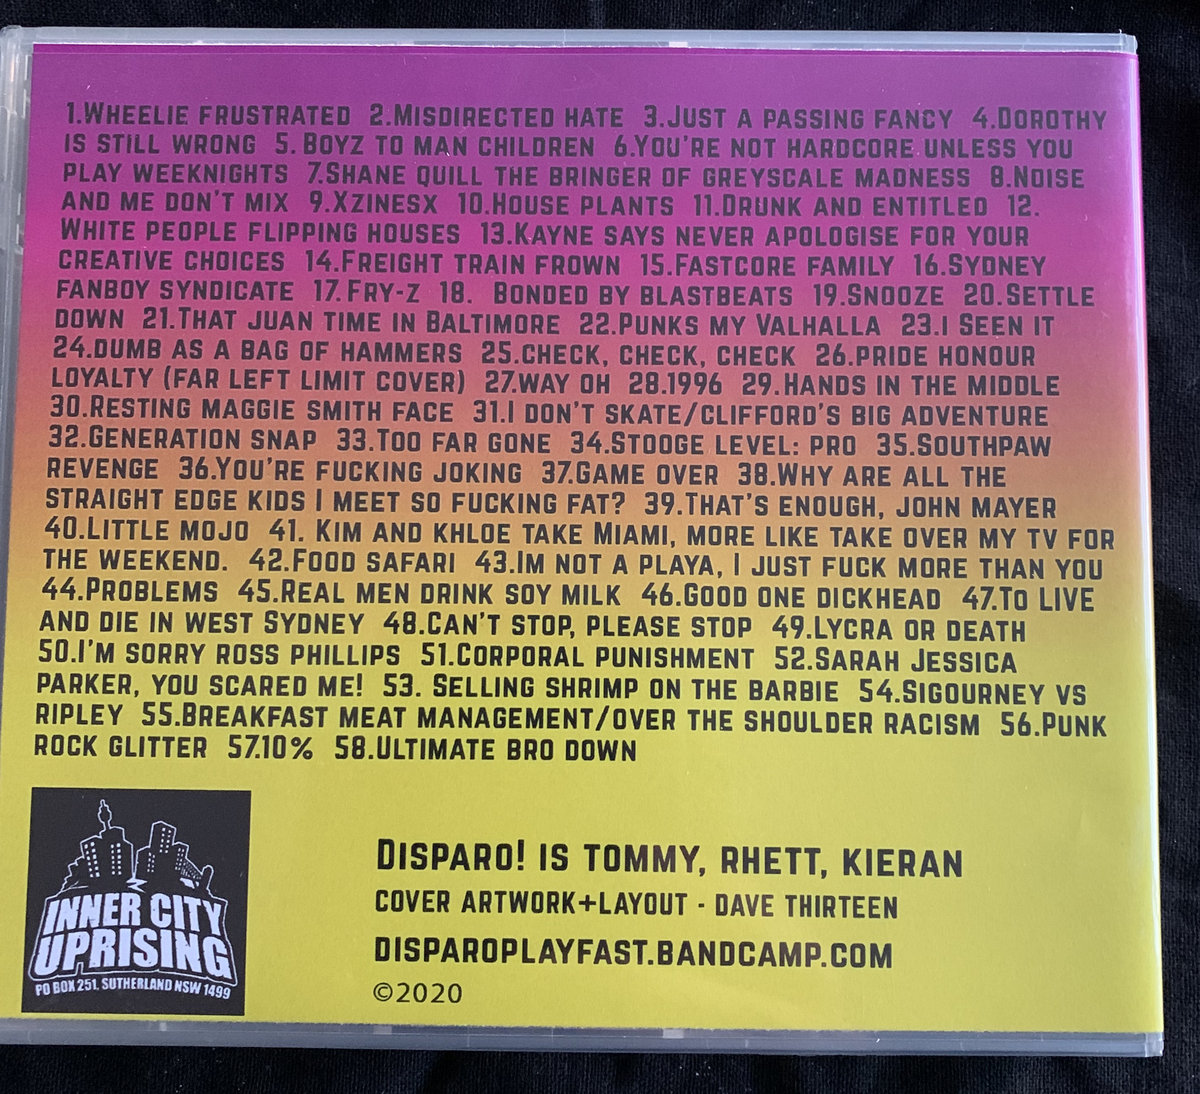 1.Wheelie frustrated 2.Misdirected hate 3.Just a passing fancy 4.Dorothy
is still wrong 5. Boyz to man children 6.You're not hardcore unless you
play weeknights 7.Shane Quill the bringer of greyscale madness 8.Noise
and me don't mix 9.Xzinesx 10.House plants 11.Drunk and entitled 12.
White people flipping houses 13.Kayne says never apologise for your
creative choices 14.Freight train frown 15.Fastcore family 16.Sydney
fanboy syndicate 17.Fry-z 18. Bonded by blastbeats 19.Snooze 20.Settle
down 21.That Juan time in Baltimore 22.Punks my Valhalla 23.I seen it
24.dumb as a bag of hammers 25.check, check, check 26.pride honour
loyalty (far left limit cover) 27.way oh 28.1996 29.Hands in the middle
30.Resting Maggie Smith face 31.I don't skate/Clifford's big adventure
32.Generation snap 33.Too far gone 34.Stooge level: pro 35.Southpaw
revenge 36.You're fucking joking 37.Game over 38.Why are all the
straight edge kids I meet so fucking fat? 39.That's enough, John Mayer
40.Little mojo 41. Kim and Khloe take Miami, more like take over my TV for
the weekend. 42.Food safari 43.Im not a playa, I just fuck more than you
44.Problems 45.Real men drink soy milk 46.Good one dickhead 47.To live
and die in West Sydney 48.Can't stop, please stop 49.Lycra or death
50.I'm sorry Ross Phillips 51.Corporal punishment 52.Sarah Jessica
Parker, you scared me! 53. Selling shrimp on the barbie 54.Sigourney vs
Ripley 55.Breakfast meat management/over the shoulder racism 56.Punk
rock glitter 57.10% 58.Ultimate bro down
Disparo! is Tommy, Rhett, Kieran
cover artwork+layout - Dave Thirteen
disparoplayfast.bandcamp.com
©2020
INNER CITY
UPRISING
PO BOX 251, SUTHERLAND NSW 1499